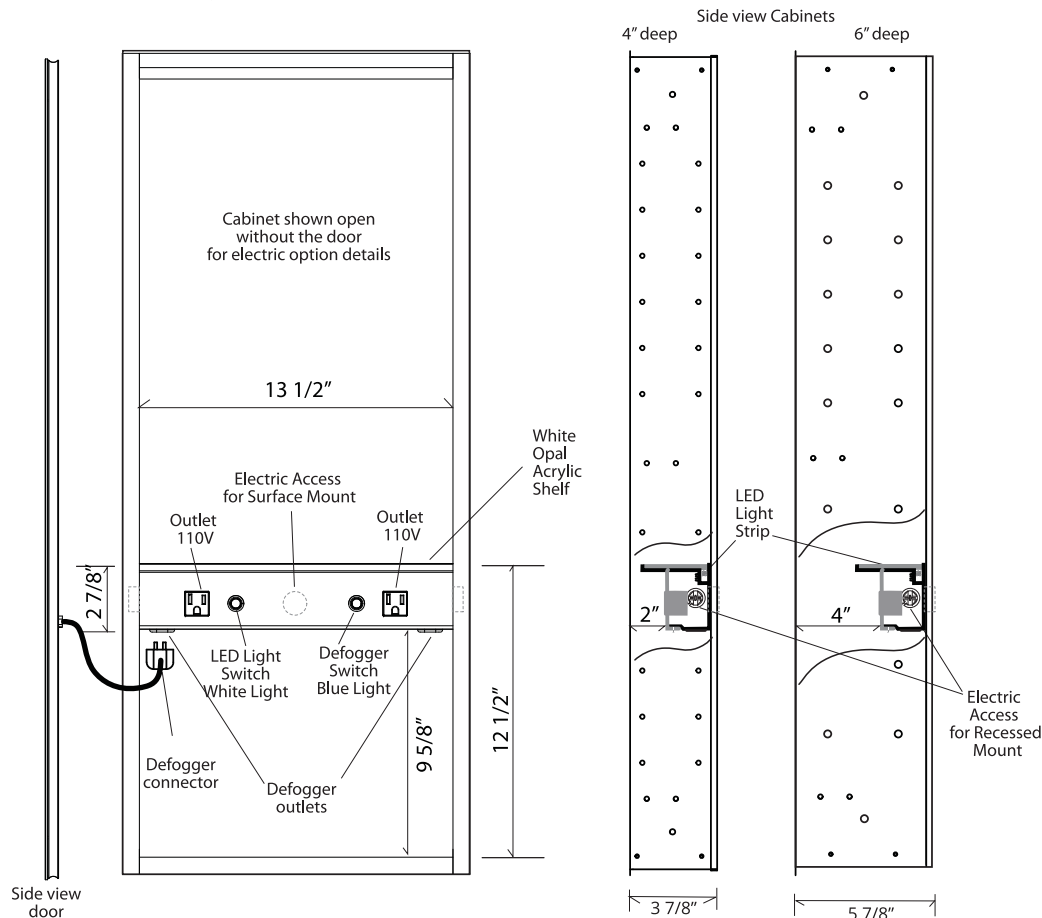 Side view Cabinets
4” deep
6” deep
Cabinet shown open
without the door
for electric option details
13 1/2”
White
Opal
Acrylic
Shelf
Electric Access
for Surface Mount
Outlet
110V
Outlet
110V
LED
Light
Strip
2 7/8”
2”
4”
LED Light
Switch
White Light
Defogger
Switch
Blue Light
9 5/8”
12 1/2”
Electric
Access
for Recessed
Mount
Defogger
connector
Defogger
outlets
Side view
door
3 7/8”
5 7/8”